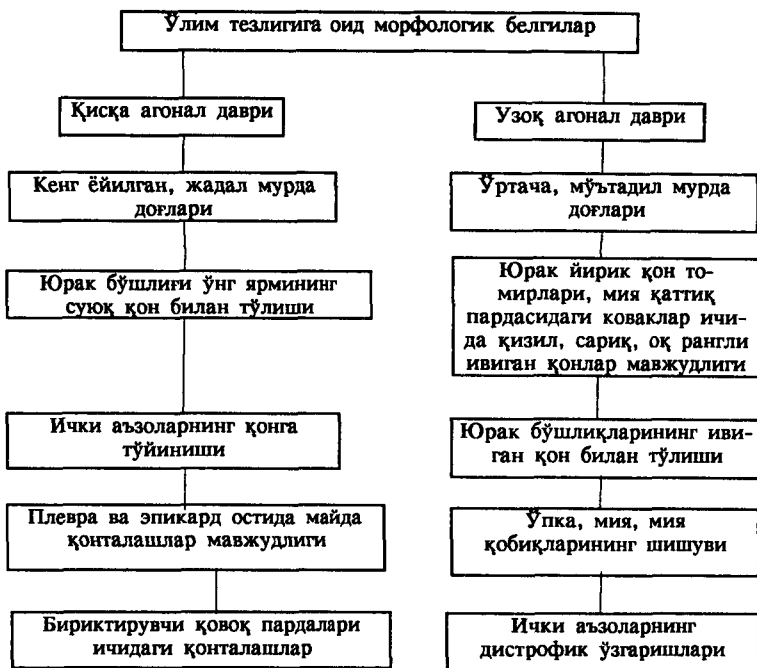 Ўлим тезлигига оид морфологик белгилар
Қисқа агонал даври
Кенг ёйилган, жадал мурда
доғлари
Юрак бўшлиғи ўнг ярмининг
суюқ қон билан тўлиши
Ички аъзоларнинг қонга
тўйиниши
Плевра ва эпикард остида майда
қонталашлар мавжудлиги
Бириктирувчи қовоқ пардалари
ичидаги қонталашлар
Узоқ агонал даври
Ўртача, мўътадил мурда
доғлари
Юрак йирик қон то-
мирлари, мия қаттиқ
пардасидаги коваклар ичи-
да қизил, сариқ, оқ рангли
ивиган қонлар мавжудлиги
Юрак бўшлиқларининг иви-
ган қон билан тўлиши
Ўпка, мия, мия
қобиқларининг шишуви
Ички аъзоларнинг
дистрофик ўзгаришлари